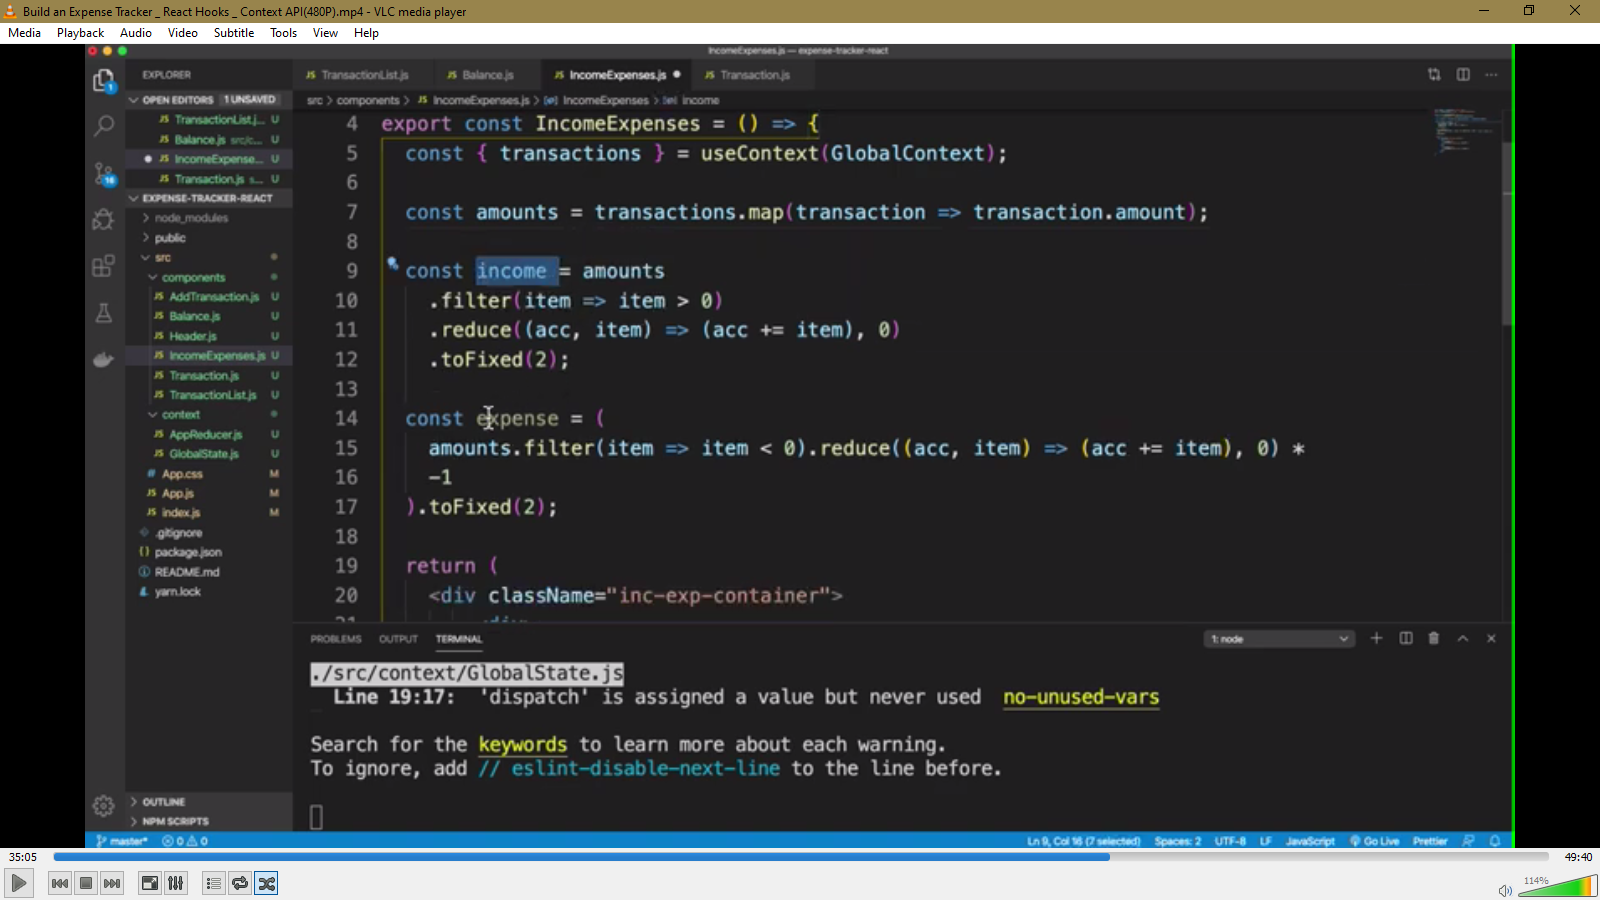 Build an Expense Tracker _ React Hooks _ Context API(480P).mp4 - VLC media player
Media Playback Audio Video Subtitle Tools View Help
IncomeExpenses.js — expense-tracker-react
EXPLORER
TransactionList.js Balance.js IncomeExpenses.js Transaction.js
OPEN EDITORS 1 UNSAVED
TransactionList.j... U
Balance.js src/c... U
IncomeExpense... U
Transaction.js s... U
EXPENSE-TRACKER-REACT
node_modules
public
src
components
AddTransaction.js U
Balance.js U
Header.js U
IncomeExpenses.js U
Transaction.js U
TransactionList.js U
context
AppReducer.js U
GlobalState.js U
App.css M
App.js M
index.js M
.gitignore
package.json
README.md
yarn.lock
OUTLINE
NPM SCRIPTS
src > components > JS IncomeExpenses.js > IncomeExpenses > income
4 export const IncomeExpenses = () => {
5 const { transactions } = useContext(GlobalContext);
6
7 const amounts = transactions.map(transaction => transaction.amount);
8
9 const income = amounts
10 .filter(item => item > 0)
11 .reduce((acc, item) => (acc += item), 0)
12 .toFixed(2);
13
14 const expense = (
15 amounts.filter(item => item < 0).reduce((acc, item) => (acc += item), 0) *
16 -1
17 ).toFixed(2);
18
19 return (
20 <div className="inc-exp-container">
21 <div>
PROBLEMS OUTPUT TERMINAL 1: node
./src/context/GlobalState.js
Line 19:17: 'dispatch' is assigned a value but never used no-unused-vars
Search for the keywords to learn more about each warning.
To ignore, add // eslint-disable-next-line to the line before.
master* 0 0 Ln 9, Col 16 (7 selected) Spaces: 2 UTF-8 LF JavaScript Go Live Prettier
35:05 49:40
114%